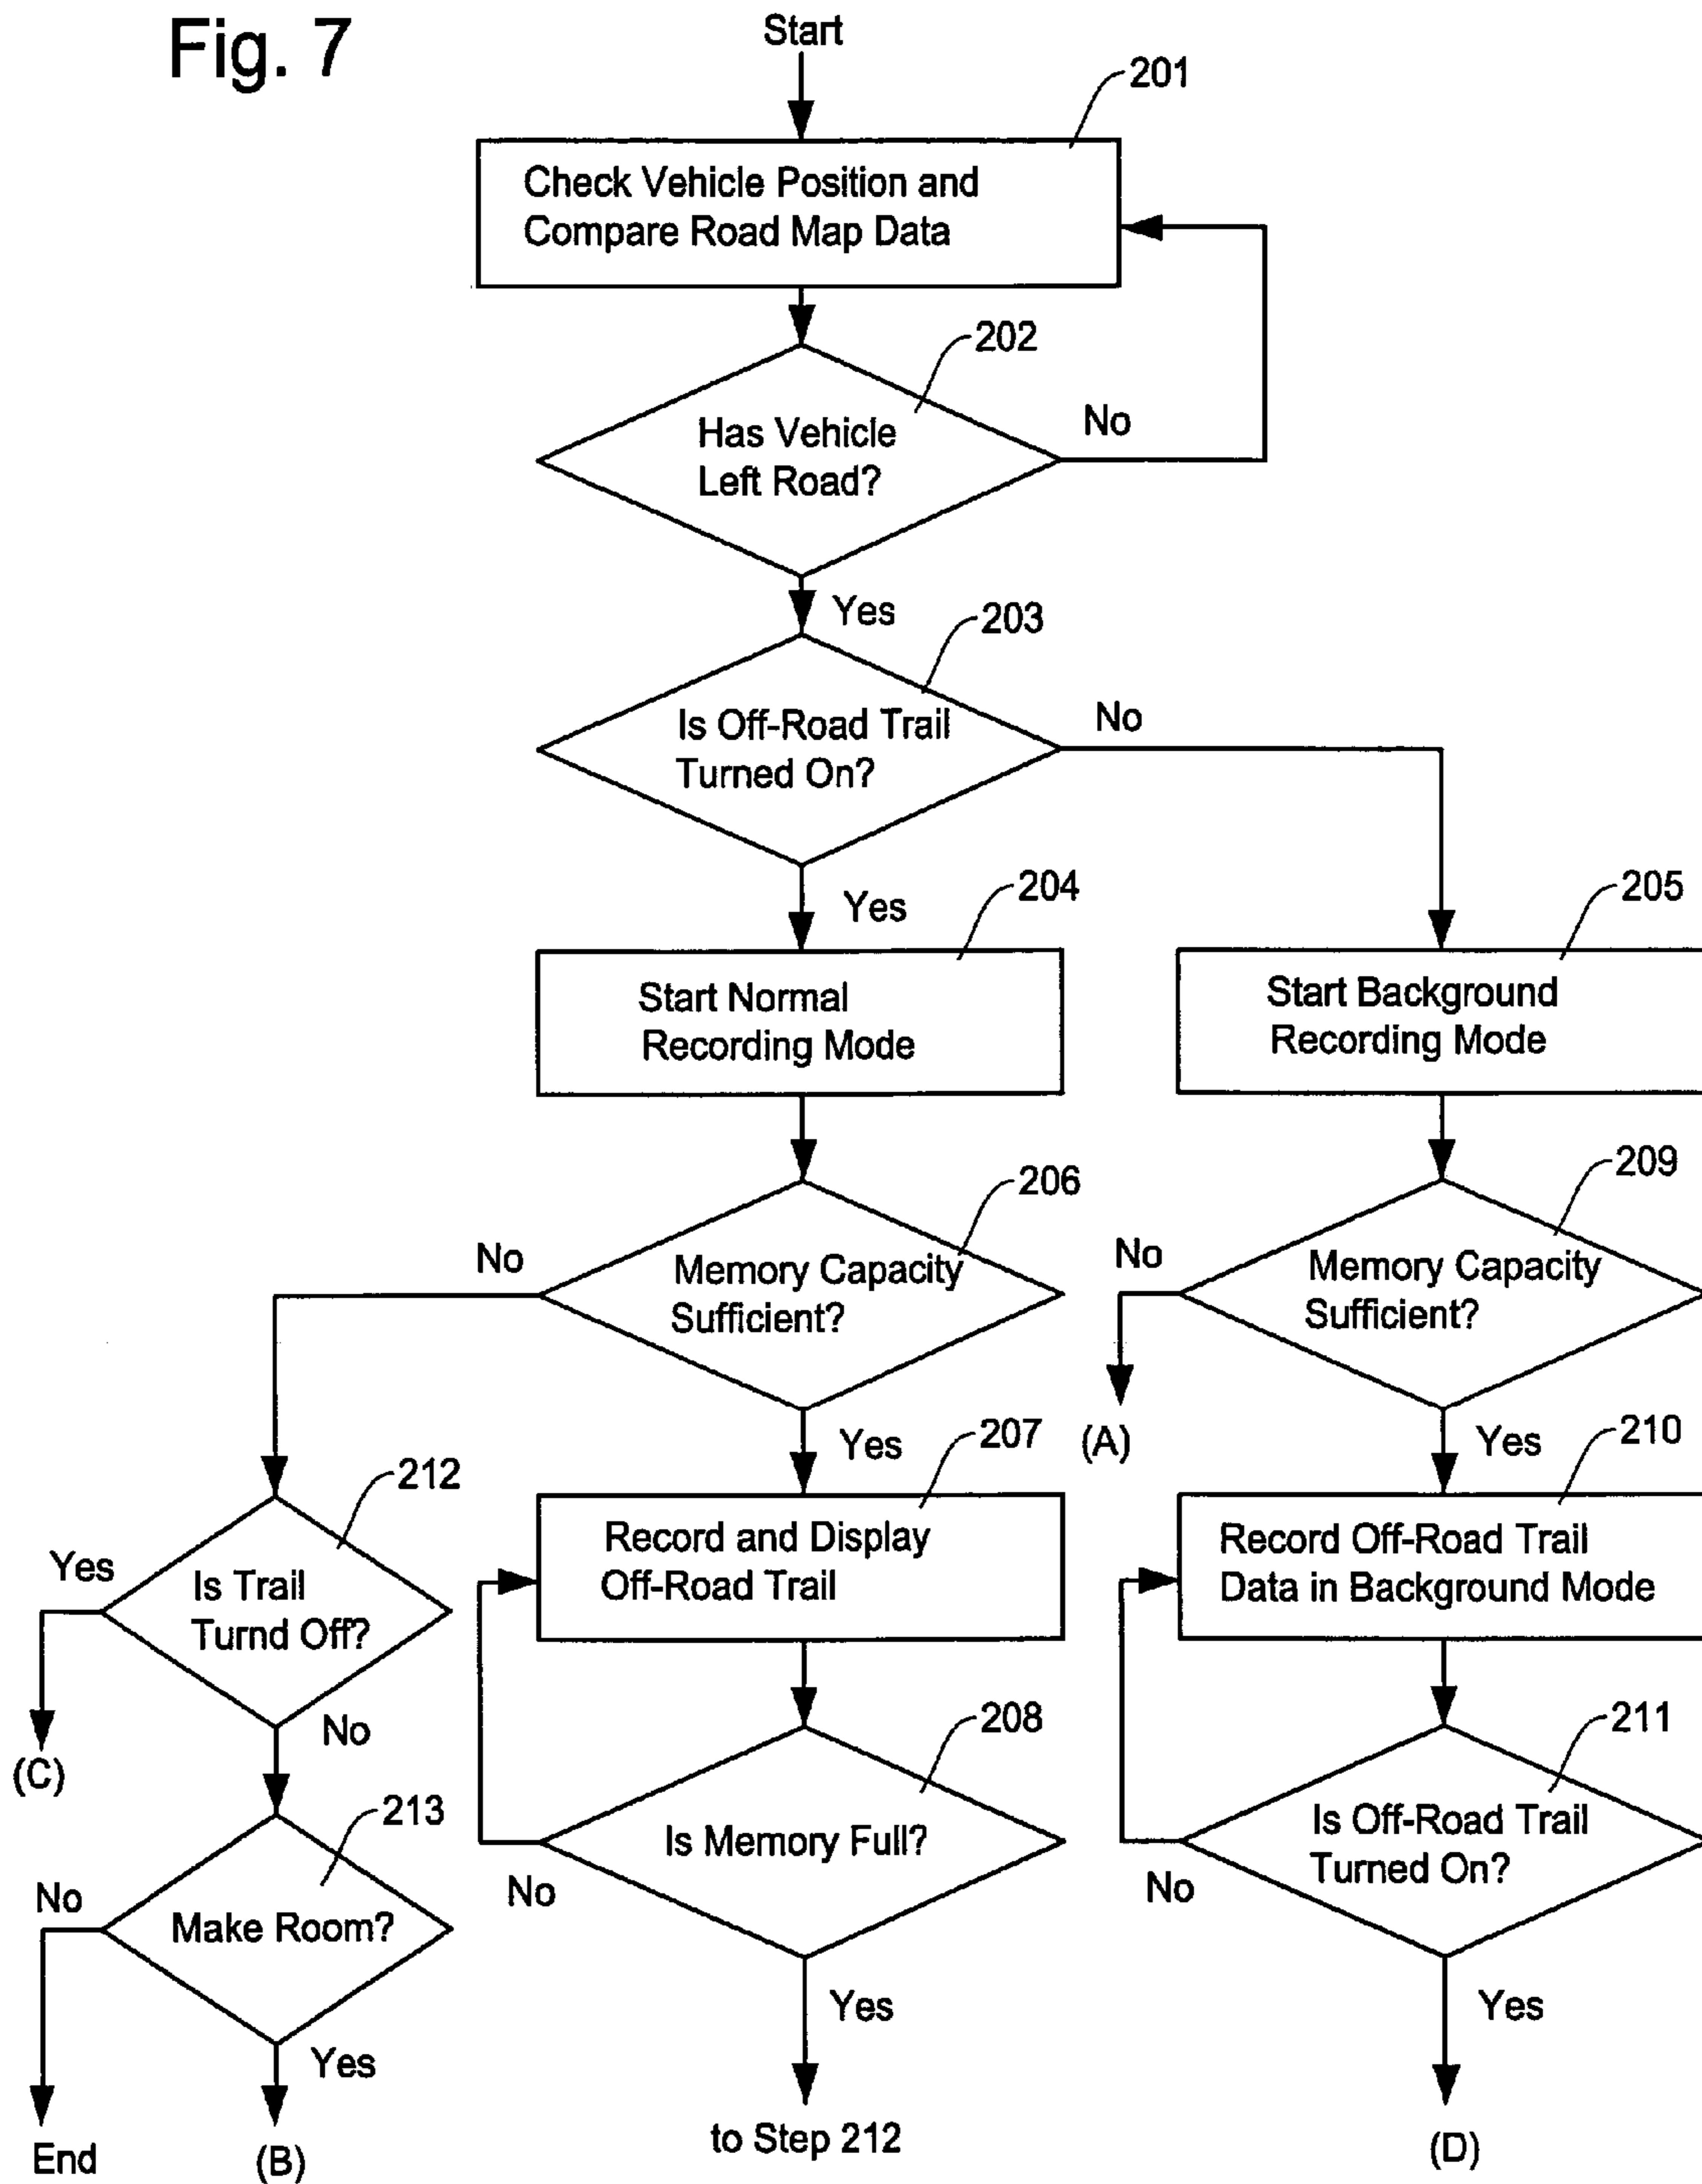 Fig. 7
Start
201
Check Vehicle Position and
Compare Road Map Data
202
Has Vehicle
Left Road?
No
Yes
203
Is Off-Road Trail
Turned On?
No
Yes
204
Start Normal
Recording Mode
205
Start Background
Recording Mode
206
Memory Capacity
Sufficient?
No
Yes
209
Memory Capacity
Sufficient?
No
(A)
Yes
212
Is Trail
Turnd Off?
Yes
(C)
No
207
Record and Display
Off-Road Trail
210
Record Off-Road Trail
Data in Background Mode
213
Make Room?
No
End
Yes
(B)
208
Is Memory Full?
No
Yes
to Step 212
211
Is Off-Road Trail
Turned On?
No
Yes
(D)